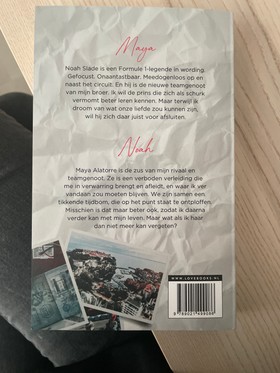 Maya
Noah Slade is een Formule 1-legende in wording.
Gefocust. Onaantastbaar. Meedogenloos op en
naast het circuit. En hij is de nieuwe teamgenoot
van mijn broer. Ik wil de prins die zich als schurk
vermomt beter leren kennen. Maar terwijl ik
droom van wat onze liefde zou kunnen zijn,
wil hij zich daar juist voor afsluiten.
Noah
Maya Alatorre is de zus van mijn rivaal en
teamgenoot. Ze is een verboden verleiding die
me in verwarring brengt en afleidt, en waar ik ver
vandaan zou moeten blijven. We zijn samen een
tikkende tijdbom, die op het punt staat te ontploffen.
Misschien is dat maar beter ook, zodat ik daarna
verder kan met mijn leven. Maar wat als ik haar
dan niet meer kan vergeten?
WWW.LOVEBOOKS.NL